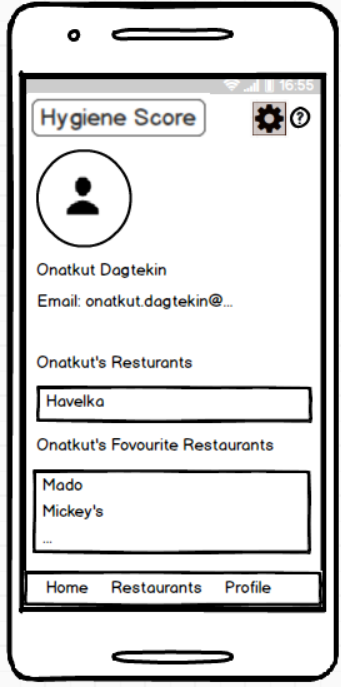 16:55
Hygiene Score
?
Onatkut Dagtekin
Email: onatkut.dagtekin@...
Onatkut's Resturants
Havelka
Onatkut's Fovourite Restaurants
Mado
Mickey's
...
Home Restaurants Profile